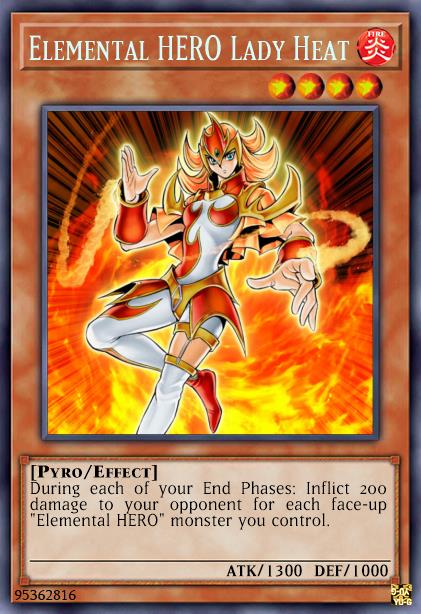 Elemental HERO Lady Heat
FIRE
炎
[Pyro/Effect]
During each of your End Phases: Inflict 200
damage to your opponent for each face-up
"Elemental HERO" monster you control.
ATK/1300 DEF/1000
95362816